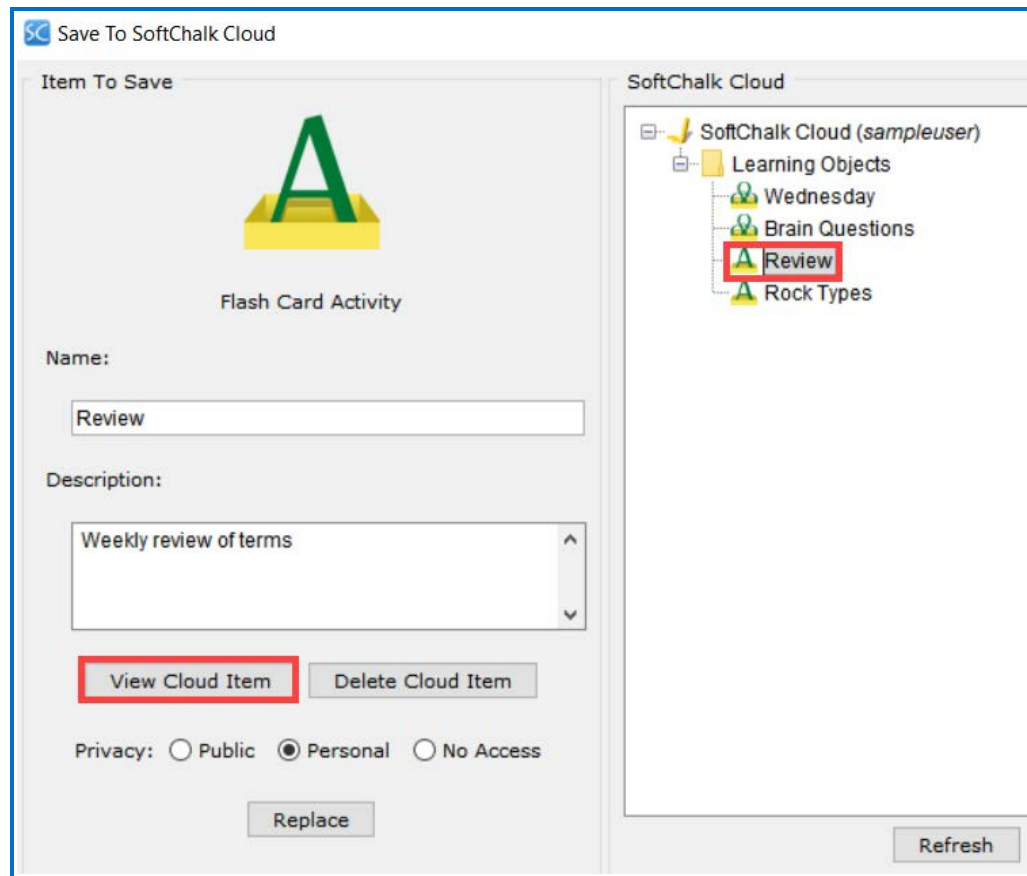 SC Save To SoftChalk Cloud
Item To Save
A
Flash Card Activity
Name:
Review
Description:
Weekly review of terms
View Cloud Item Delete Cloud Item
Privacy: Public Personal No Access
Replace
SoftChalk Cloud
SoftChalk Cloud (sampleuser)
Learning Objects
Wednesday
Brain Questions
A Review
A Rock Types
Refresh